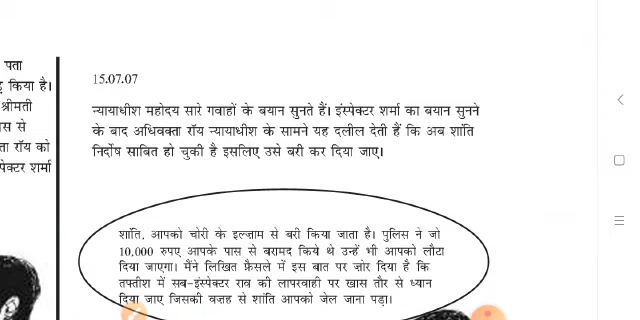 पता
किया है।
श्रीमती
स से
ता रॉय को
पेक्टर शर्मा
15.07.07
न्यायाधीश महोदय सारे गवाहों के बयान सुनते हैं। इंस्पेक्टर शर्मा का बयान सुनने
के बाद अधिवक्ता रॉय न्यायाधीश के सामने यह दलील देती हैं कि अब शांति
निर्दोष साबित हो चुकी है इसलिए उसे बरी कर दिया जाए।
शांति, आपको चोरी के इल्ज़ाम से बरी किया जाता है। पुलिस ने जो
10,000 रुपए आपके पास से बरामद किये थे उन्हें भी आपको लौटा
दिया जाएगा। मैंने लिखित फ़ैसले में इस बात पर ज़ोर दिया है कि
तफ्तीश में सब-इंस्पेक्टर राव की लापरवाही पर खास तौर से ध्यान
दिया जाए जिसकी वज़ह से शांति आपको जेल जाना पड़ा।